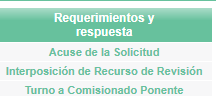 Requerimientos y
respuesta
Acuse de la Solicitud
Interposición de Recurso de Revisión
Turno a Comisionado Ponente